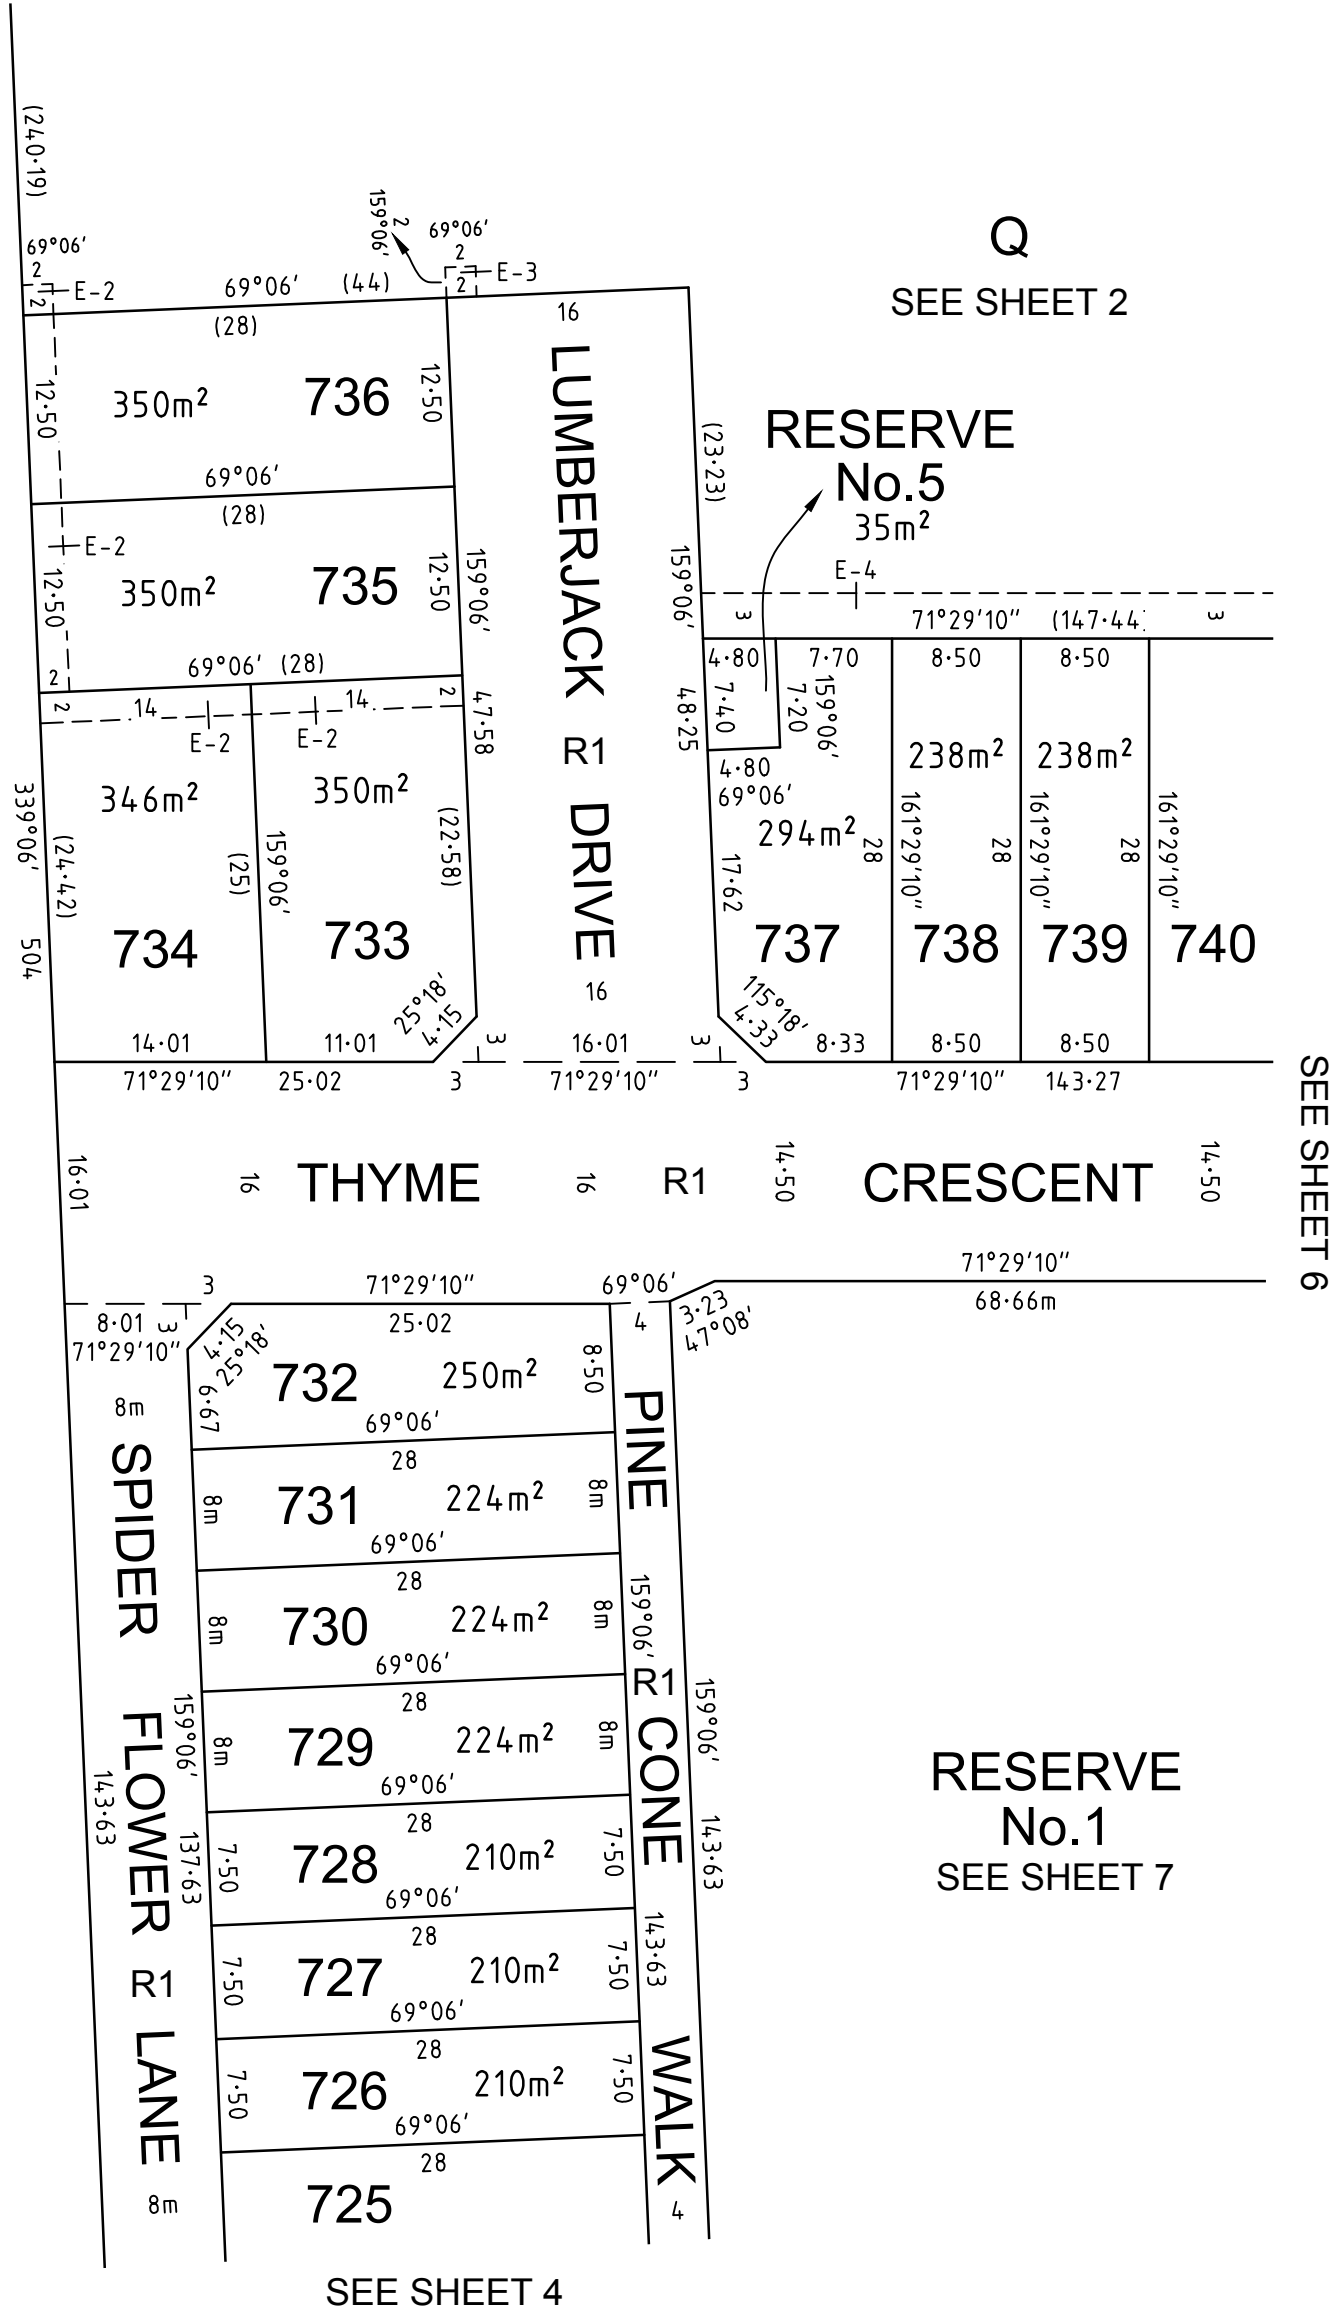 (240·19)
69°06'
2
2
E-2
69°06'
(44)
159°06'
2
69°06'
2
2
E-3
Q
SEE SHEET 2
(28)
12·50
350m²
736
12·50
69°06'
16
LUMBERJACK
R1
DRIVE
16
(23·23)
RESERVE
No.5
35m²
(28)
E-2
12·50
350m²
735
12·50
159°06'
159°06'
E-4
3
71°29'10"
(147·44
3
2
69°06'
(28)
2
14
14
2
E-2
E-2
47·58
48·25
4·80
7·70
8·50
8·50
7·40
7·20
159°06'
4·80
69°06'
346m²
350m²
294m²
238m²
238m²
339°06'
504
(24·42)
(25)
159°06'
(22·58)
17·62
28
161°29'10"
28
161°29'10"
28
161°29'10"
734
733
737
738
739
740
25°18'
4·15
115°18'
4·33
14·01
11·01
3
16·01
3
8·33
8·50
8·50
71°29'10"
25·02
3
71°29'10"
3
71°29'10"
143·27
SEE SHEET 6
16·01
16
THYME
16
R1
14·50
CRESCENT
14·50
71°29'10"
68·66m
3
71°29'10"
69°06'
8·01
3
71°29'10"
25·02
4
3·23
47°08'
4·15
25°18'
732
250m²
8·50
6·67
69°06'
8m
SPIDER
FLOWER
R1
LANE
8m
PINE
R1
CONE
WALK
4
28
8m
731
224m²
8m
69°06'
28
8m
730
224m²
8m
159°06'
69°06'
28
159°06'
8m
729
224m²
8m
159°06'
69°06'
143·63
137·63
28
7·50
728
210m²
7·50
143·63
69°06'
RESERVE
No.1
SEE SHEET 7
28
7·50
727
210m²
7·50
143·63
69°06'
28
7·50
726
210m²
7·50
69°06'
28
725
SEE SHEET 4